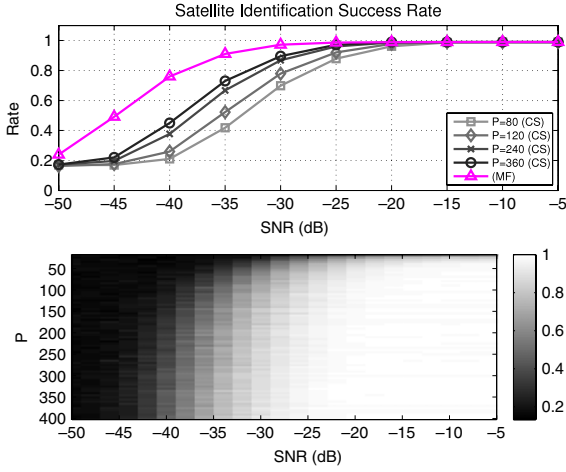 Satellite Identification Success Rate
1
0.8
0.6
0.4
0.2
0
Rate
P=80 (CS)
P=120 (CS)
P=240 (CS)
P=360 (CS)
(MF)
–50 –45 –40 –35 –30 –25 –20 –15 –10 –5
SNR (dB)
50
100
150
200
250
300
350
400
P
1
0.8
0.6
0.4
0.2
–50 –45 –40 –35 –30 –25 –20 –15 –10 –5
SNR (dB)